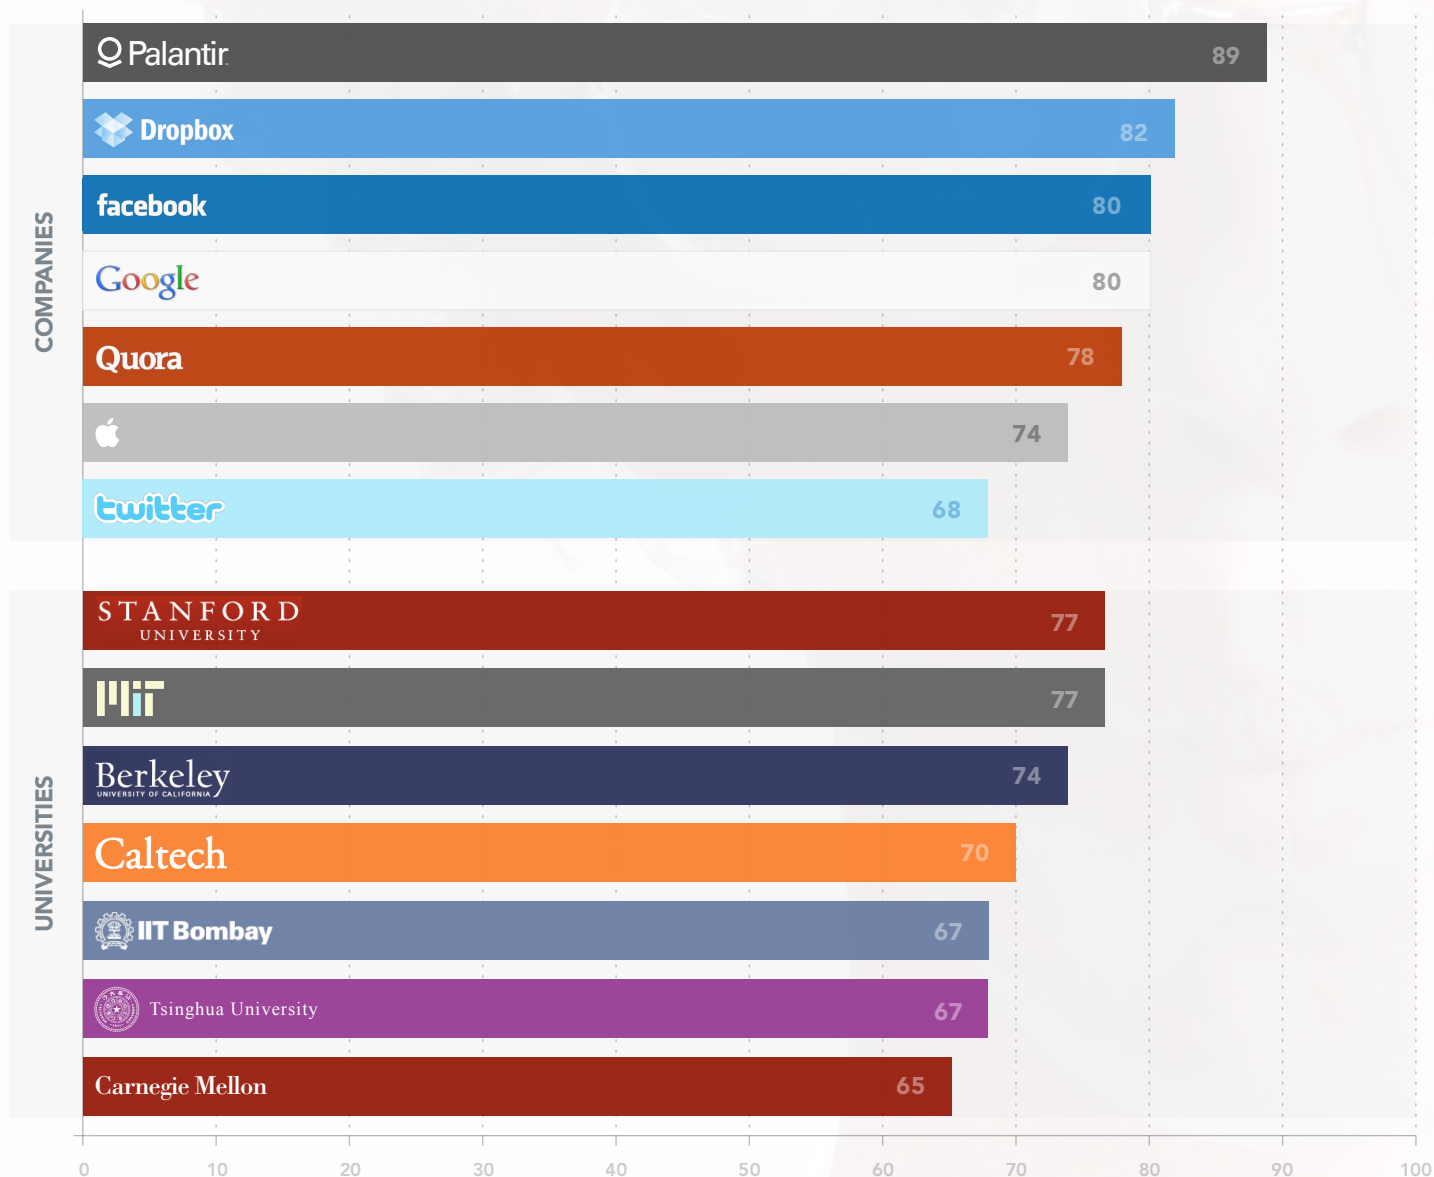 COMPANIES
Palantir
89
Dropbox
82
facebook
80
Google
80
Quora
78
74
twitter
68
UNIVERSITIES
STANFORD
UNIVERSITY
77
MIT
77
Berkeley
UNIVERSITY OF CALIFORNIA
74
Caltech
70
IIT Bombay
67
Tsinghua University
67
Carnegie Mellon
65
0 10 20 30 40 50 60 70 80 90 100